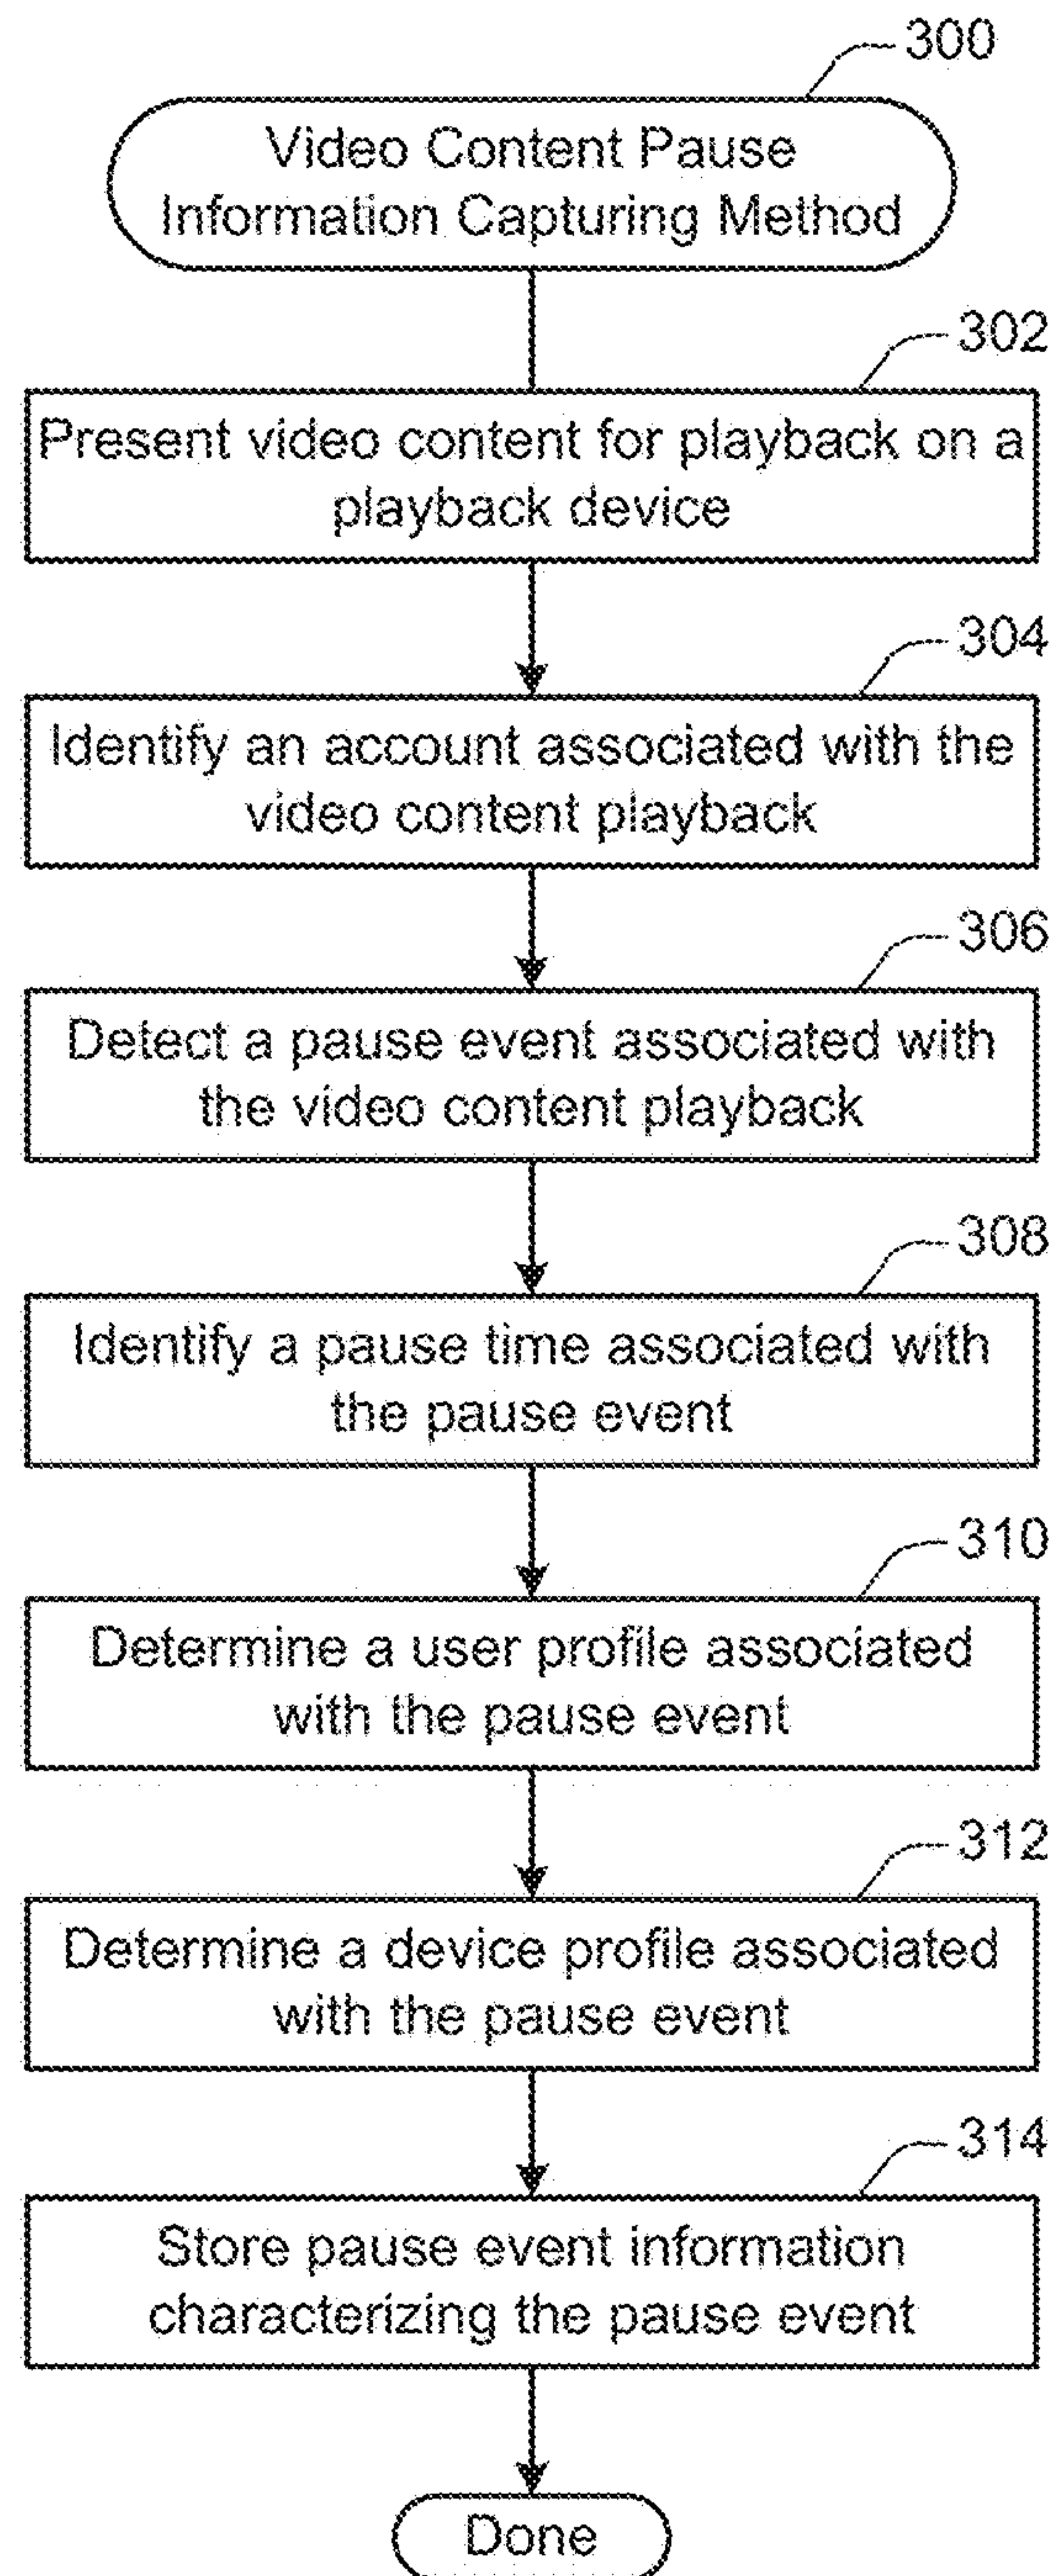 300
Video Content Pause
Information Capturing Method
302
Present video content for playback on a
playback device
304
Identify an account associated with the
video content playback
306
Detect a pause event associated with
the video content playback
308
Identify a pause time associated with
the pause event
310
Determine a user profile associated
with the pause event
312
Determine a device profile associated
with the pause event
314
Store pause event information
characterizing the pause event
Done